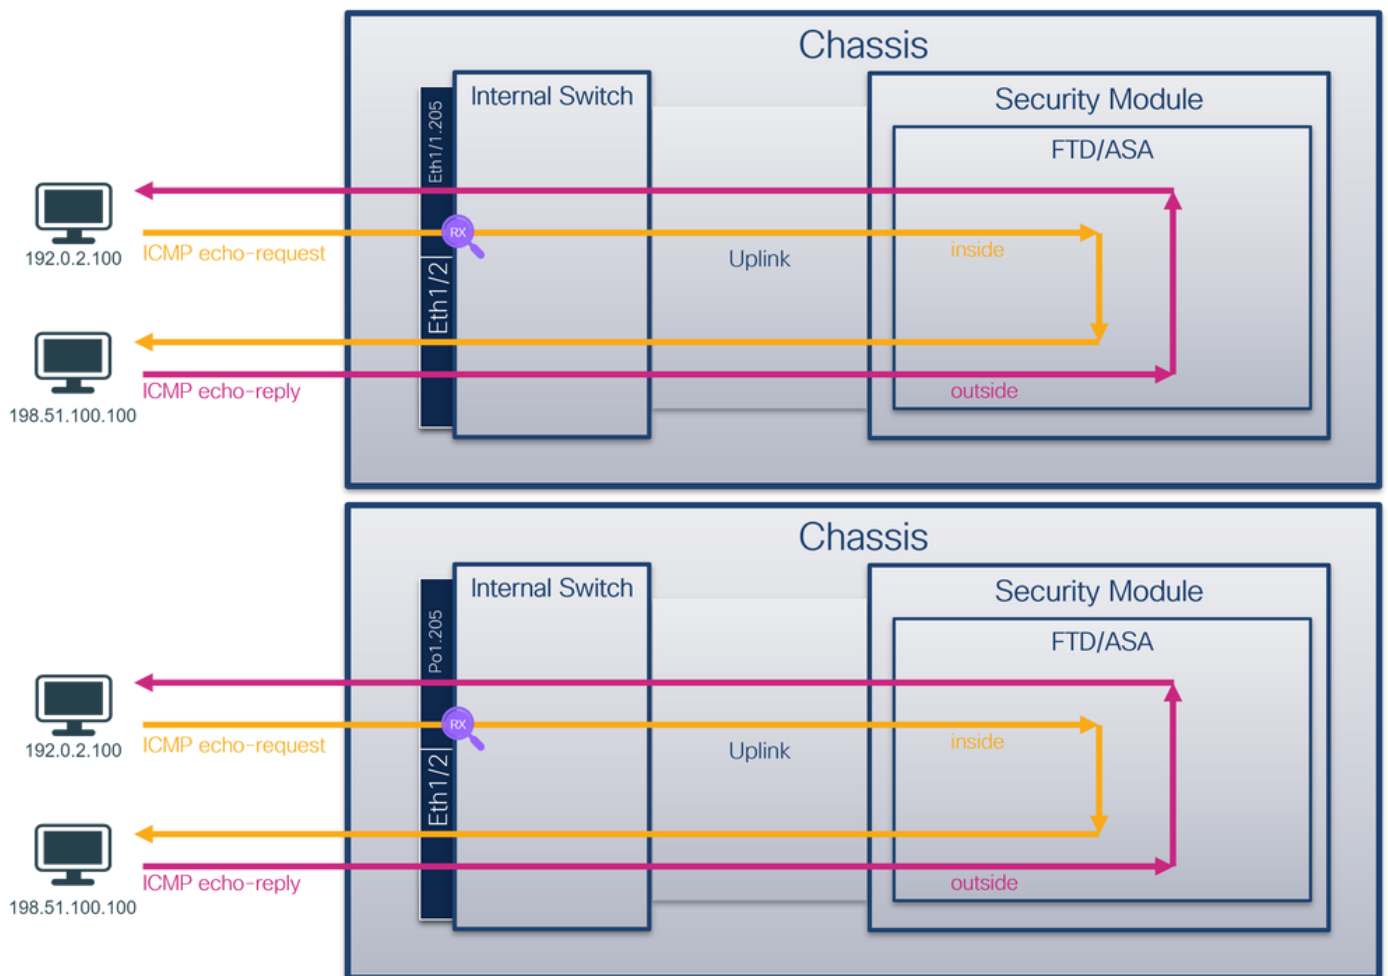 Chassis
Internal Switch
Security Module
FTD/ASA
Eth1/1.205
192.0.2.100
ICMP echo-request
RX
Uplink
inside
Eth1/2
198.51.100.100
ICMP echo-reply
outside
Chassis
Internal Switch
Security Module
FTD/ASA
Po1.205
192.0.2.100
ICMP echo-request
RX
Uplink
inside
Eth1/2
198.51.100.100
ICMP echo-reply
outside